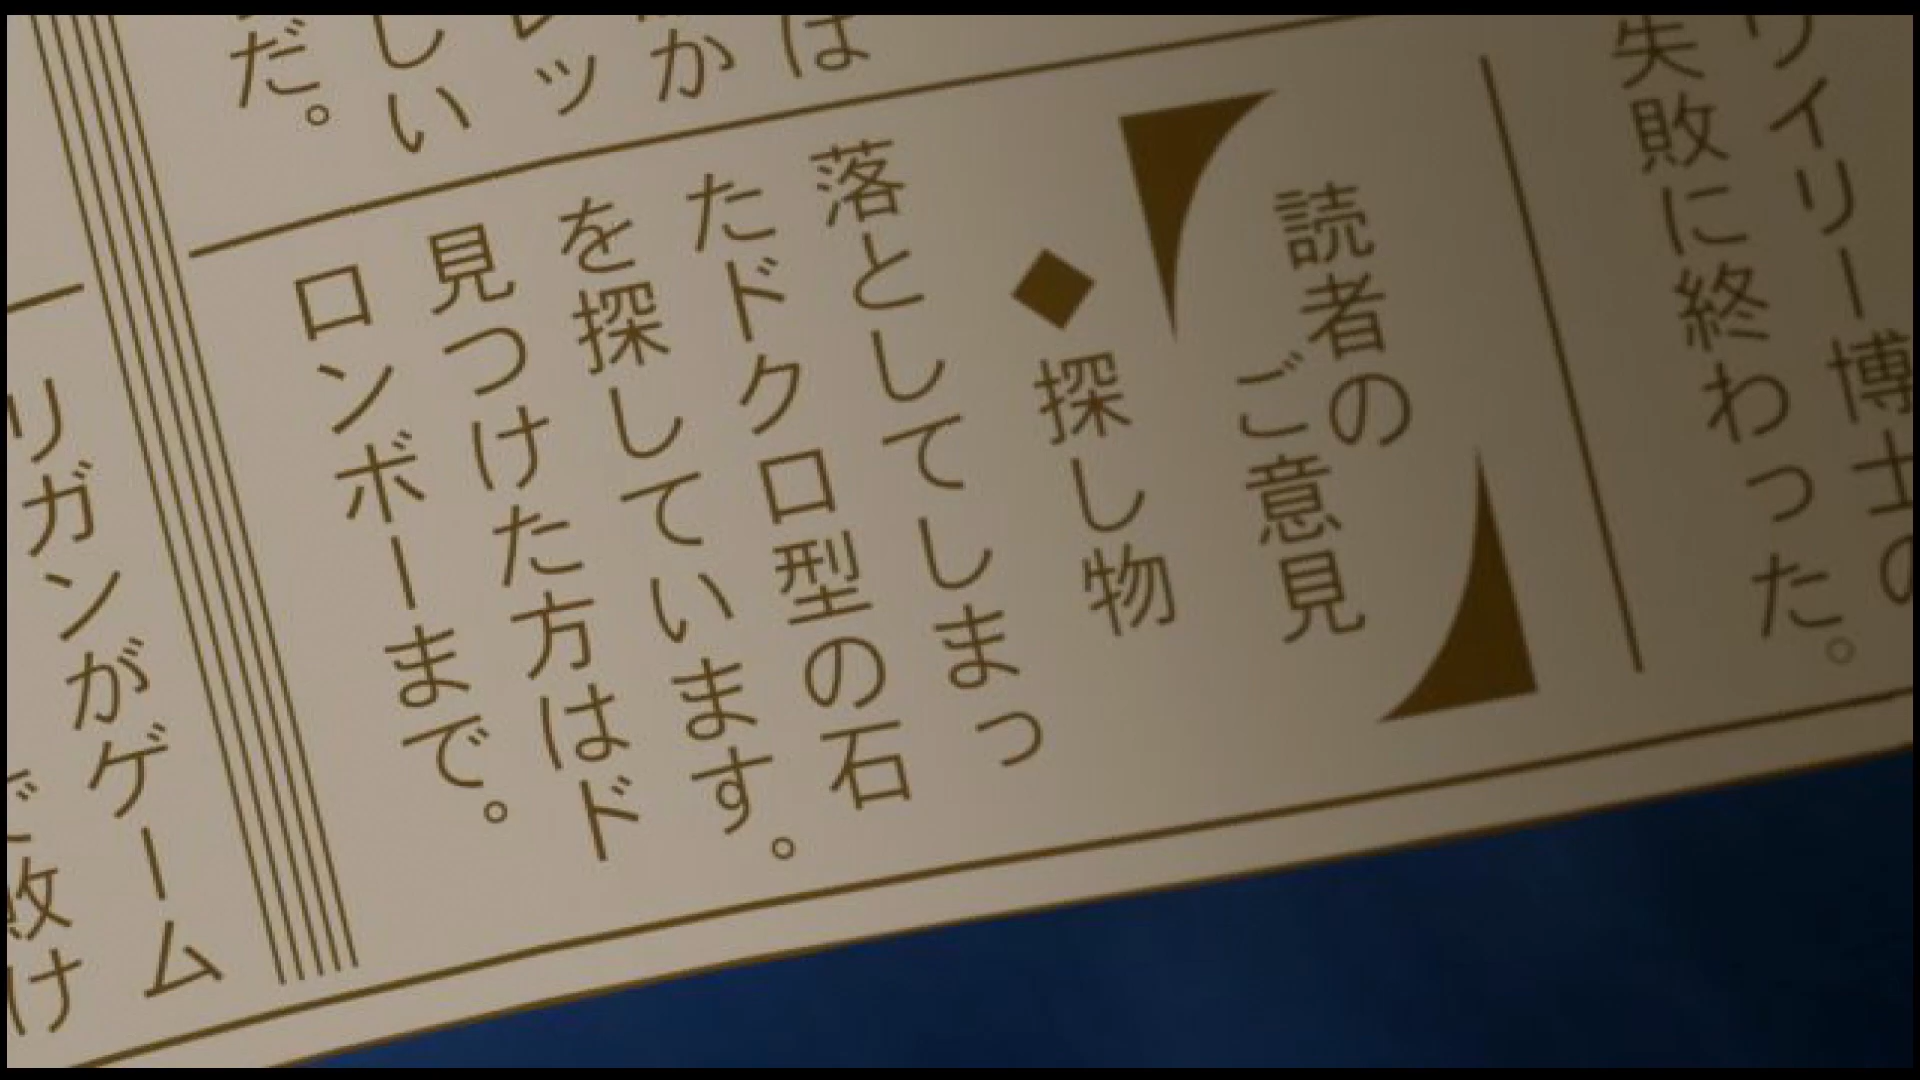 ワイリー博士の
失敗に終わった。
読者の
ご意見
◆探し物
落としてしまっ
たドクロ型の石
を探しています。
見つけた方はド
ロンボーまで。
は
か
ッ
しい
だ。
リガンがゲーム
で敗け